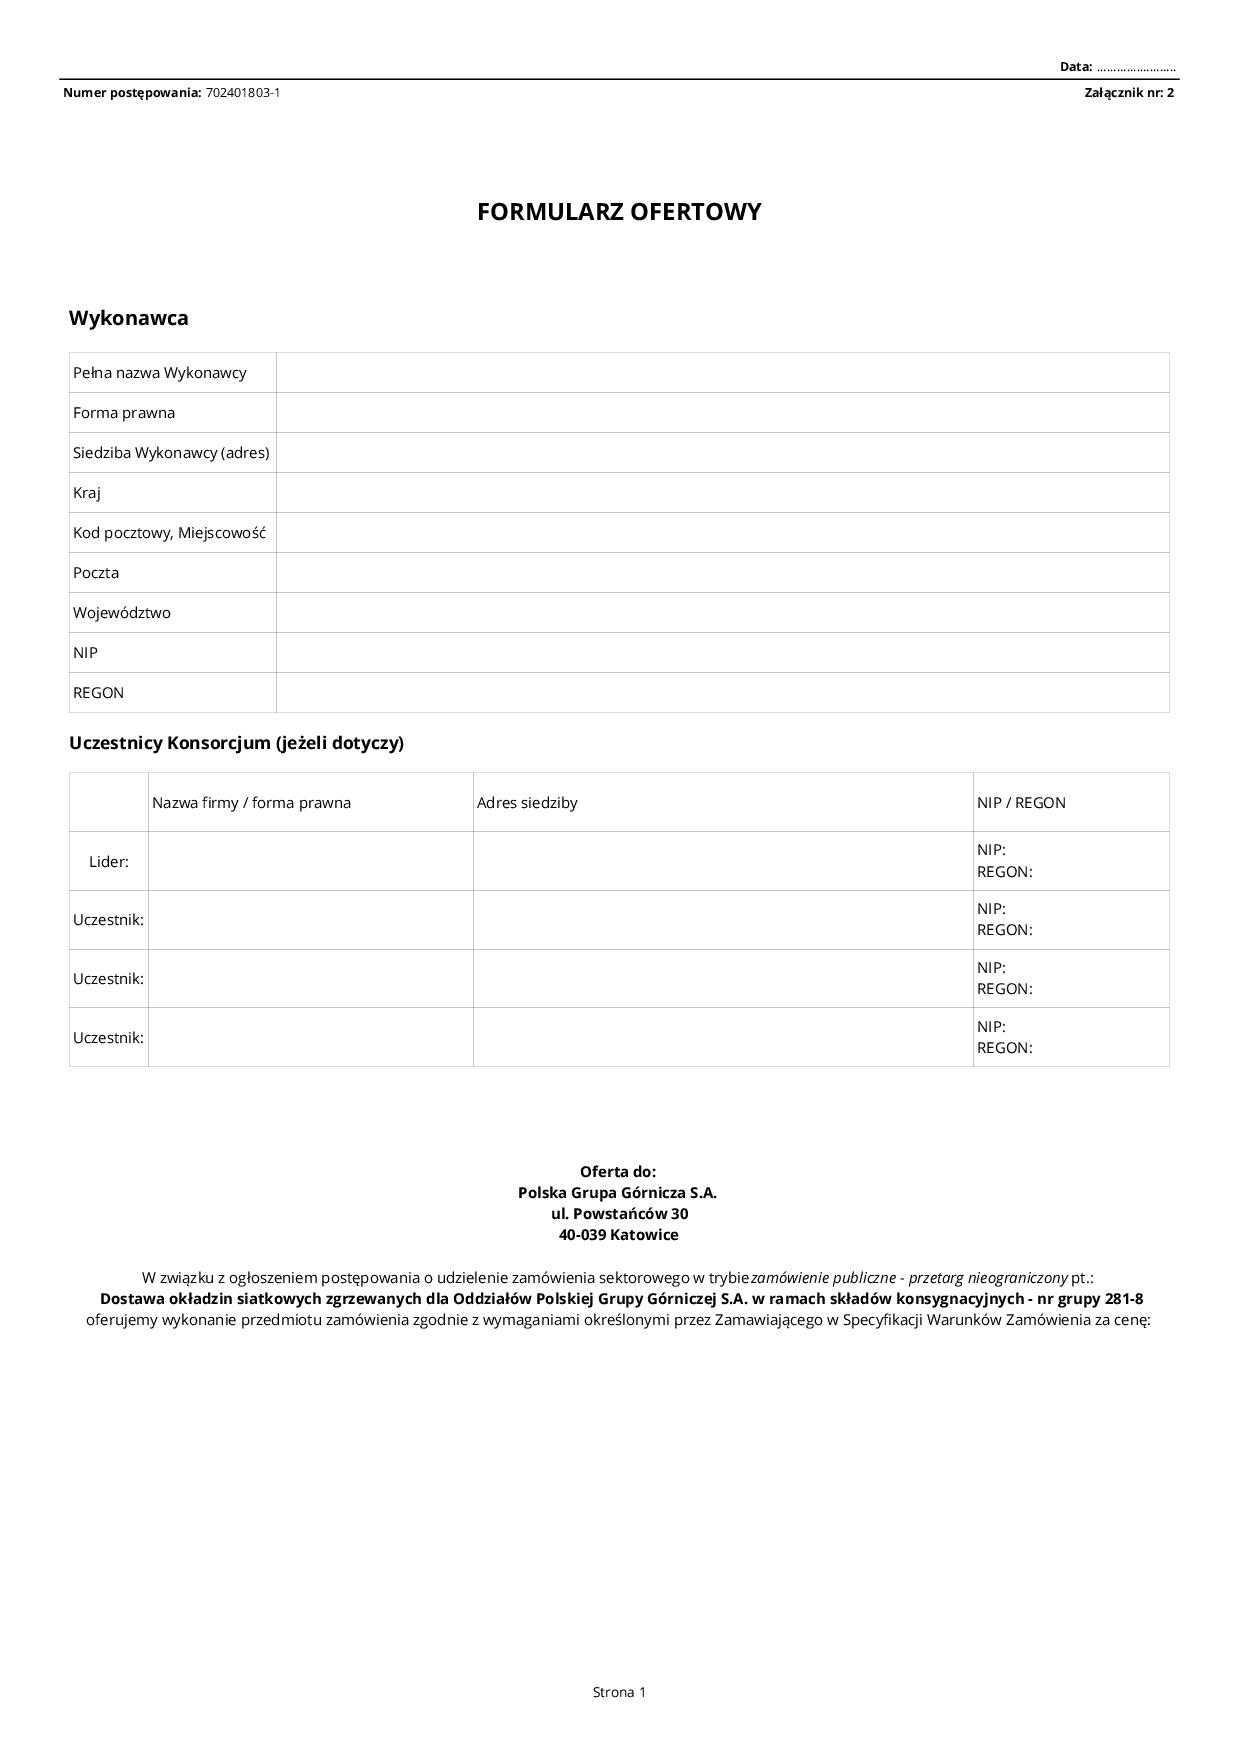 Data: ........................
Numer postępowania: 702401803-1 Załącznik nr: 2
FORMULARZ OFERTOWY
Wykonawca
Pełna nazwa Wykonawcy
Forma prawna
Siedziba Wykonawcy (adres)
Kraj
Kod pocztowy, Miejscowość
Poczta
Województwo
NIP
REGON
Uczestnicy Konsorcjum (jeżeli dotyczy)
Nazwa firmy / forma prawna Adres siedziby NIP / REGON
Lider: NIP:
REGON:
Uczestnik: NIP:
REGON:
Uczestnik: NIP:
REGON:
Uczestnik: NIP:
REGON:
Oferta do:
Polska Grupa Górnicza S.A.
ul. Powstańców 30
40-039 Katowice
W związku z ogłoszeniem postępowania o udzielenie zamówienia sektorowego w trybiezamówienie publiczne - przetarg nieograniczony pt.:
Dostawa okładzin siatkowych zgrzewanych dla Oddziałów Polskiej Grupy Górniczej S.A. w ramach składów konsygnacyjnych - nr grupy 281-8
oferujemy wykonanie przedmiotu zamówienia zgodnie z wymaganiami określonymi przez Zamawiającego w Specyfikacji Warunków Zamówienia za cenę:
Strona 1